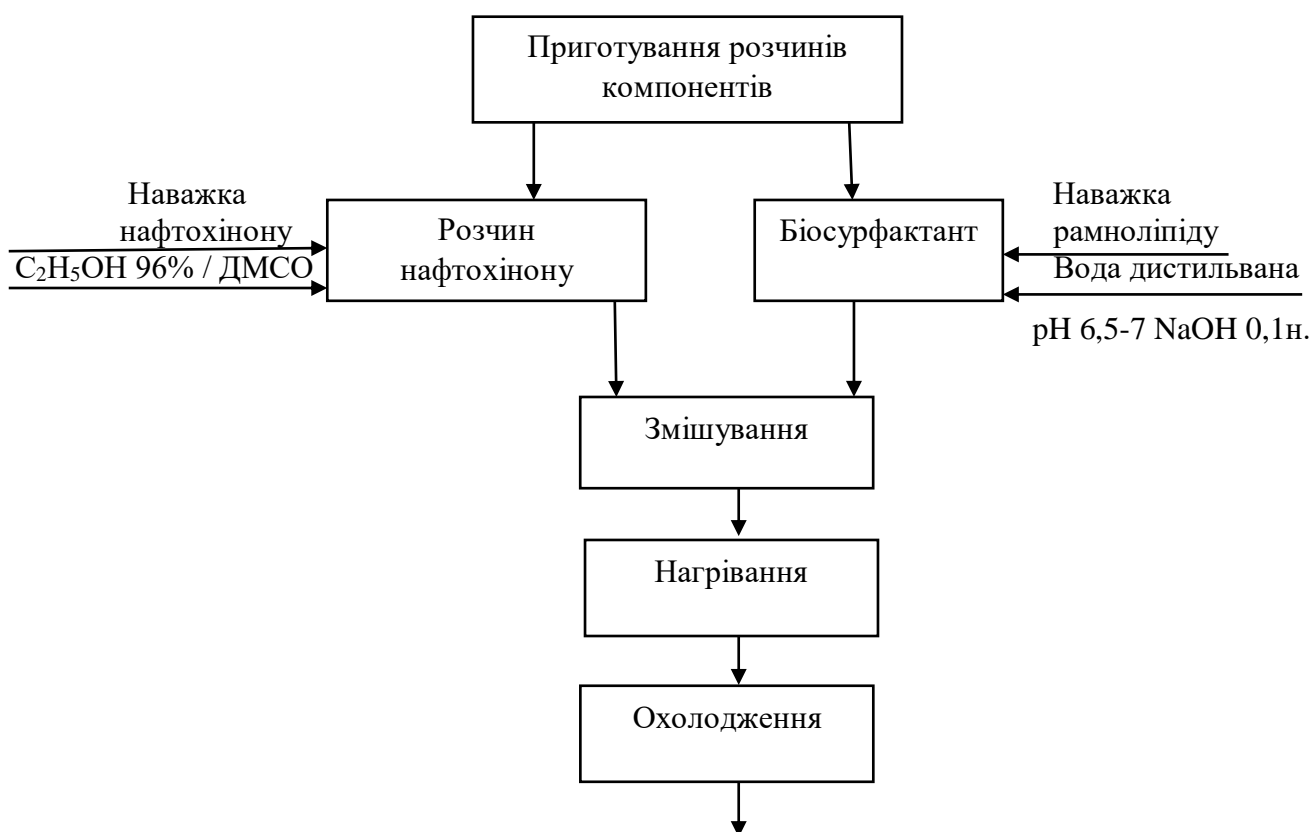 Приготування розчинів
компонентів
Наважка
нафтохінону
C₂H₅OH 96% / ДМСО
Розчин
нафтохінону
Біосурфактант
Наважка
рамноліпіду
Вода дистильвана
pH 6,5-7 NaOH 0,1н.
Змішування
Нагрівання
Охолодження